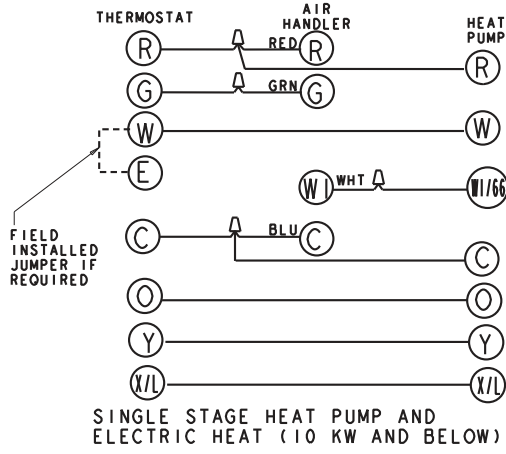 THERMOSTAT
AIR
HANDLER
HEAT
PUMP
R RED R
R
G GRN G
W W
E
W1 WHT W1/66
FIELD
INSTALLED
JUMPER IF
REQUIRED
C BLU C
C
O O
Y Y
X/L X/L
SINGLE STAGE HEAT PUMP AND
ELECTRIC HEAT (10 KW AND BELOW)